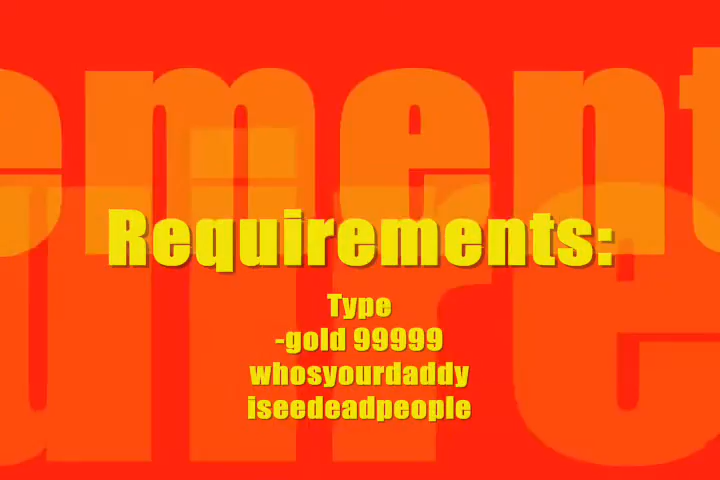 Requirements:
Type
-gold 99999
whosyourdaddy
iseedeadpeople